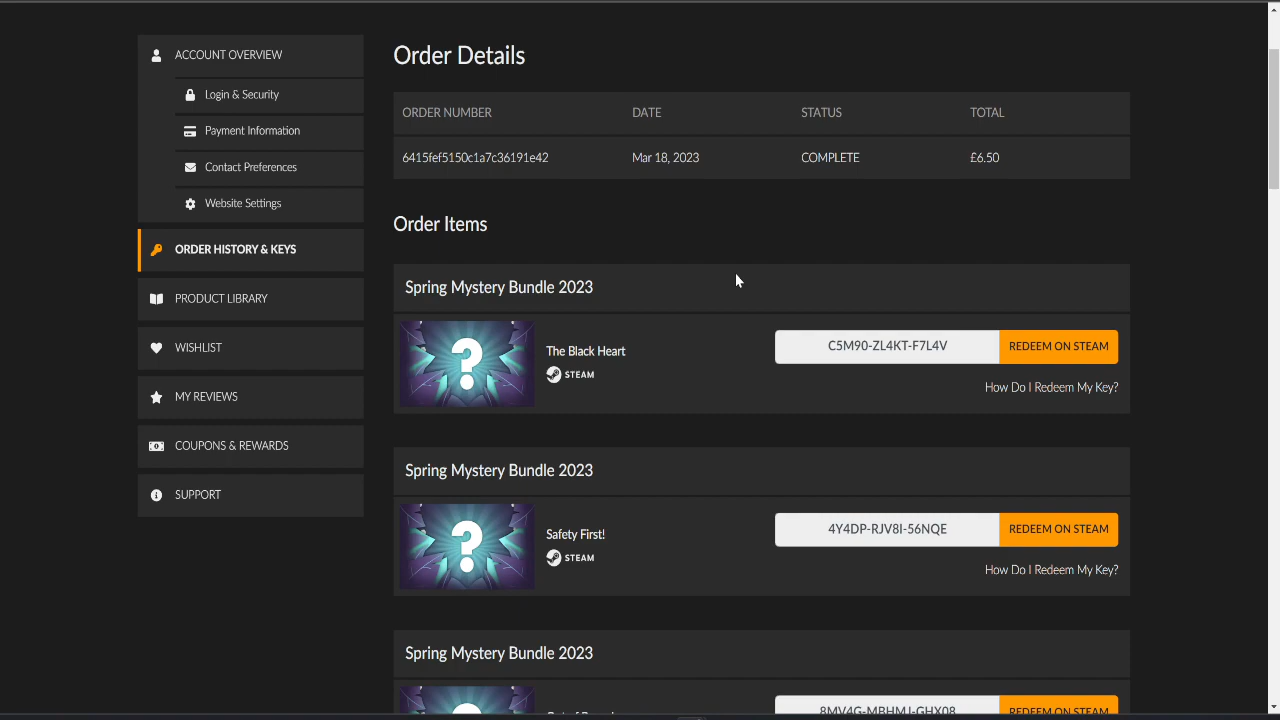 ACCOUNT OVERVIEW
Login & Security
Payment Information
Contact Preferences
Website Settings
ORDER HISTORY & KEYS
PRODUCT LIBRARY
WISHLIST
MY REVIEWS
COUPONS & REWARDS
SUPPORT
Order Details
ORDER NUMBER DATE STATUS TOTAL
6415fef5150c1a7c36191e42 Mar 18, 2023 COMPLETE £6.50
Order Items
Spring Mystery Bundle 2023
?
The Black Heart
STEAM
C5M90-ZL4KT-F7L4V REDEEM ON STEAM
How Do I Redeem My Key?
Spring Mystery Bundle 2023
?
Safety First!
STEAM
4Y4DP-RJV8I-56NQE REDEEM ON STEAM
How Do I Redeem My Key?
Spring Mystery Bundle 2023
8MV4G-MBHMJ-GHX08 REDEEM ON STEAM